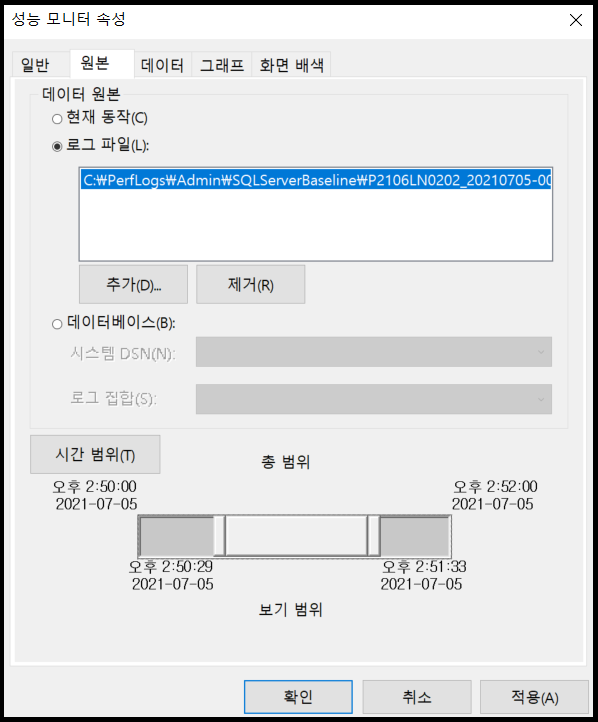 성능 모니터 속성
일반 원본 데이터 그래프 화면 배색
데이터 원본
현재 동작(C)
로그 파일(L):
C:₩PerfLogs₩Admin₩SQLServerBaseline₩P2106LN0202_20210705-00
추가(D)... 제거(R)
데이터베이스(B):
시스템 DSN(N):
로그 집합(S):
시간 범위(T)
총 범위
오후 2:50:00 오후 2:52:00
2021-07-05 2021-07-05
오후 2:50:29 오후 2:51:33
2021-07-05 2021-07-05
보기 범위
확인 취소 적용(A)